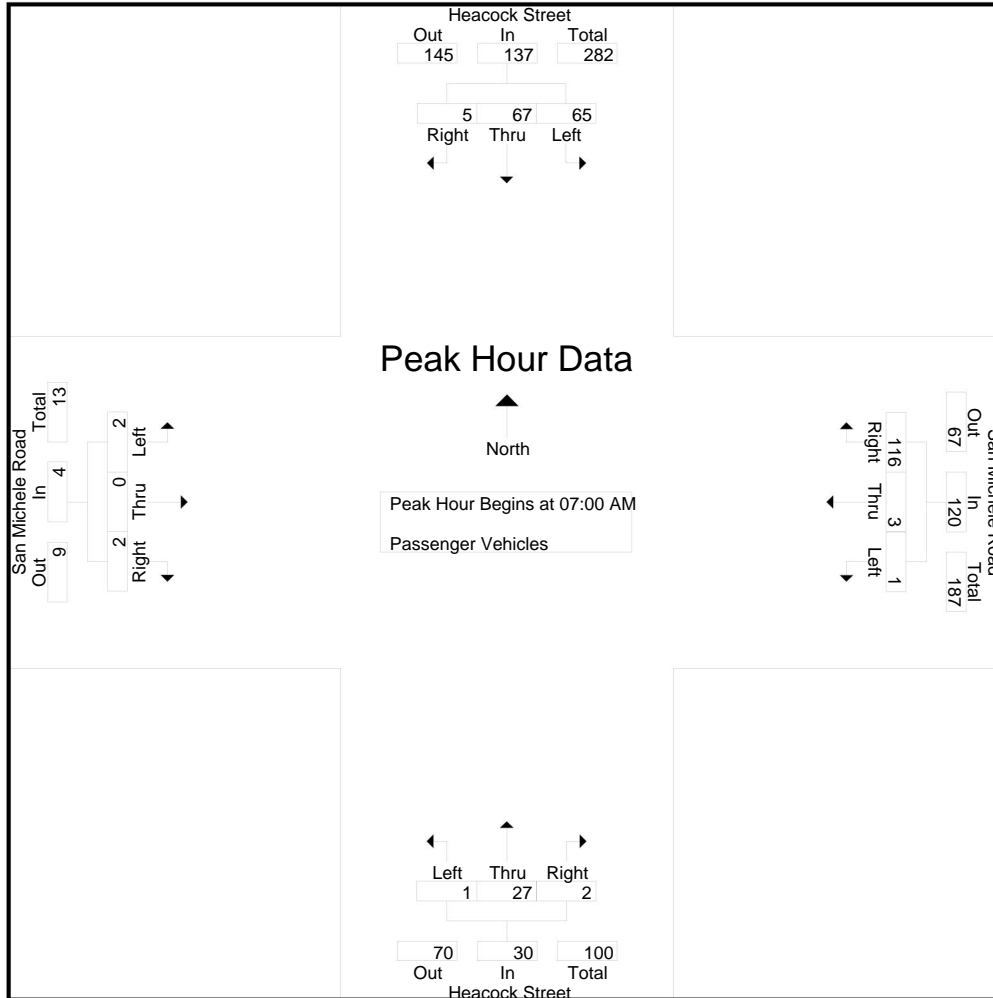 Heacock Street
Out In Total
145 137 282
5 67 65
Right Thru Left
Peak Hour Data
North
Peak Hour Begins at 07:00 AM
Passenger Vehicles
San Michele Road
Total In Out
13 4 9
2 0 2
Left Thru Right
Right Thru Left
116 3 1
Out In Total
67 120 187
San Michele Road
Left Thru Right
1 27 2
70 30 100
Out In Total
Heacock Street